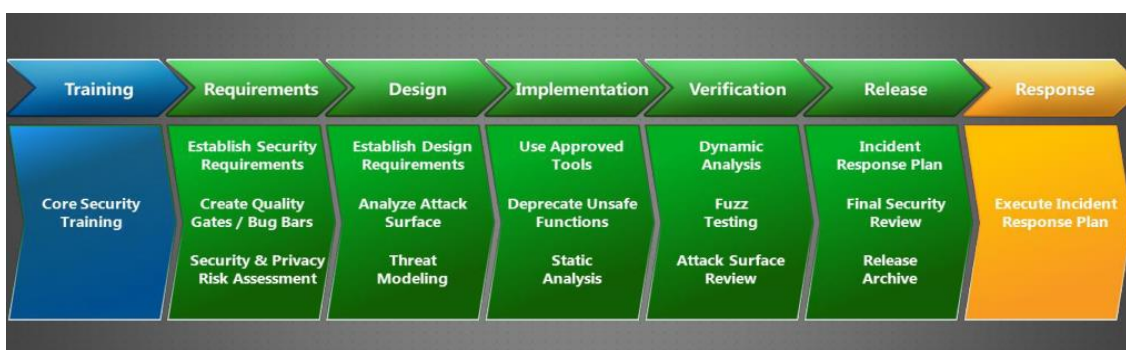 Training
Requirements
Design
Implementation
Verification
Release
Response
Core Security
Training
Establish Security
Requirements
Create Quality
Gates / Bug Bars
Security & Privacy
Risk Assessment
Establish Design
Requirements
Analyze Attack
Surface
Threat
Modeling
Use Approved
Tools
Deprecate Unsafe
Functions
Static
Analysis
Dynamic
Analysis
Fuzz
Testing
Attack Surface
Review
Incident
Response Plan
Final Security
Review
Release
Archive
Execute Incident
Response Plan